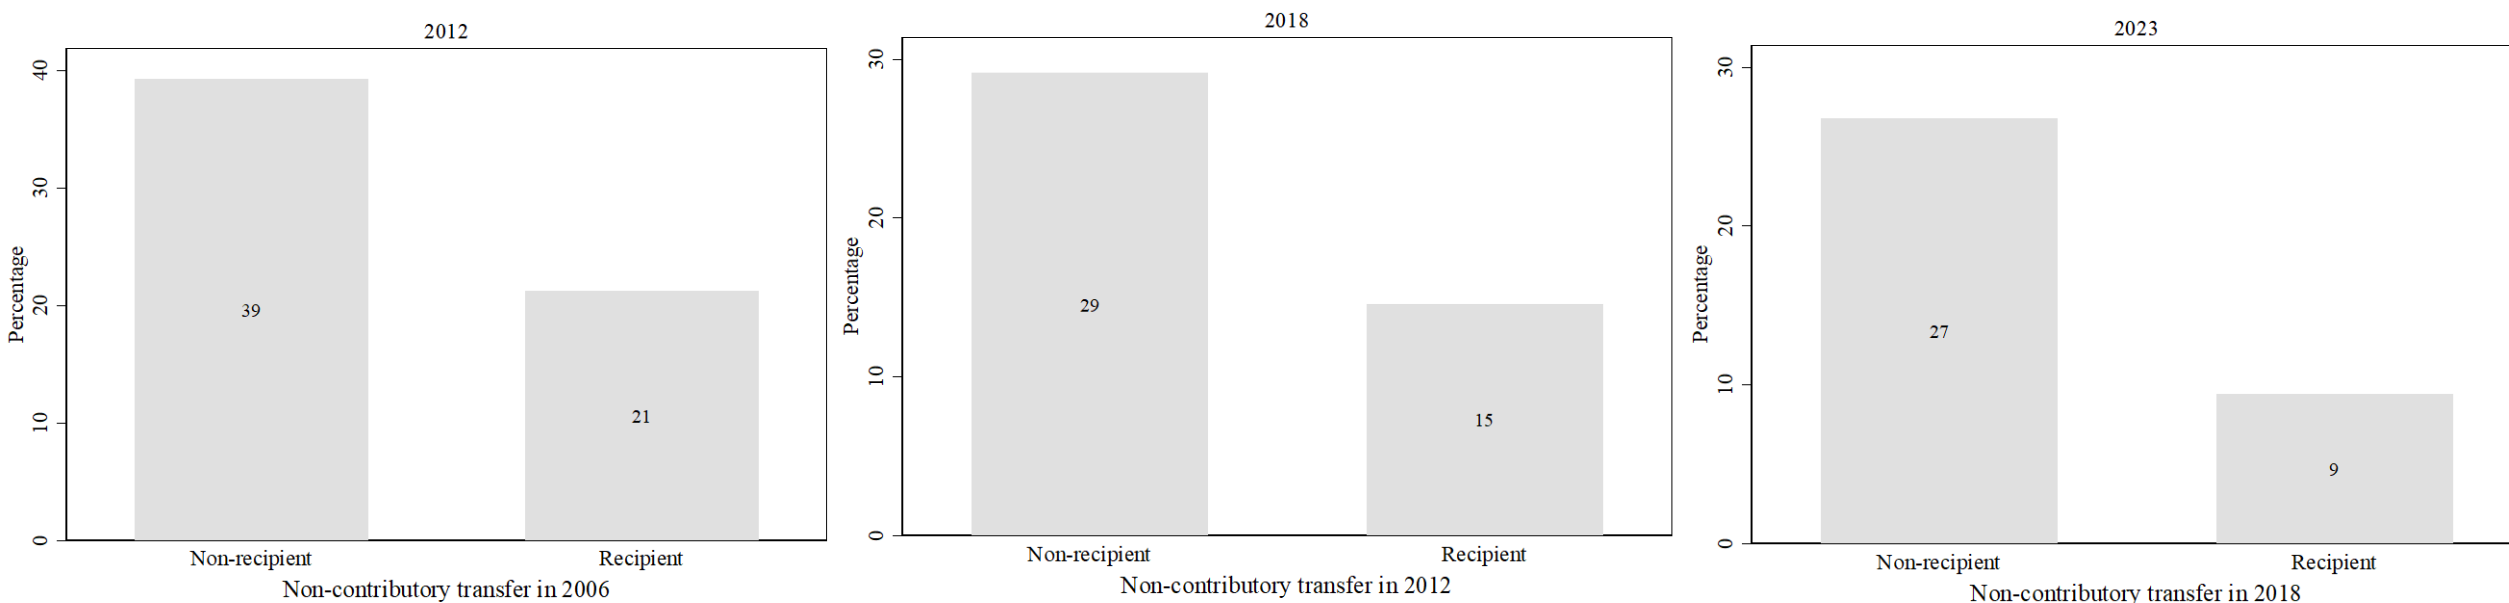 2012
40
30
20
10
0
Percentage
39
21
Non-recipient
Recipient
Non-contributory transfer in 2006
2018
30
20
10
0
Percentage
29
15
Non-recipient
Recipient
Non-contributory transfer in 2012
2023
30
20
10
0
Percentage
27
9
Non-recipient
Recipient
Non-contributory transfer in 2018